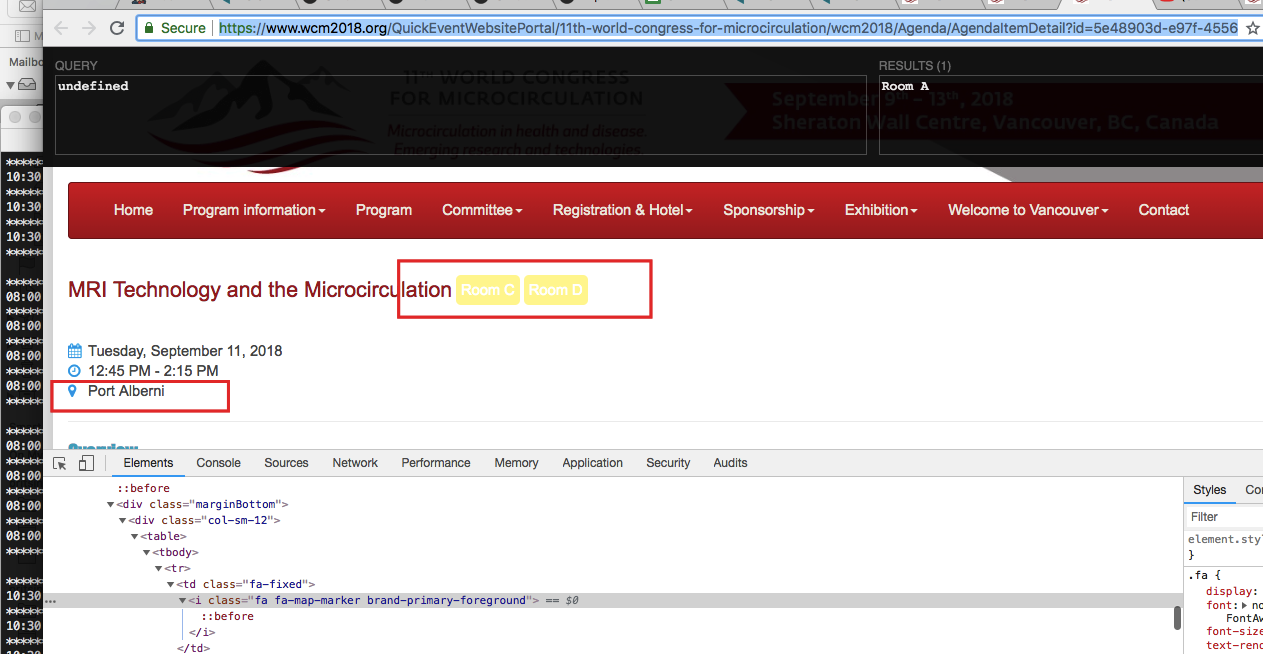 Secure | https://www.wcm2018.org/QuickEventWebsitePortal/11th-world-congress-for-microcirculation/wcm2018/Agenda/AgendaItemDetail?id=5e48903d-e97f-4556
Mailbo
QUERY
undefined
RESULTS (1)
Room A
11TH WORLD CONGRESS
FOR MICROCIRCULATION
Microcirculation in health and disease.
Emerging research and technologies.
September 9th – 13th, 2018
Sheraton Wall Centre, Vancouver, BC, Canada
Home Program information Program Committee Registration & Hotel Sponsorship Exhibition Welcome to Vancouver Contact
MRI Technology and the Microcirculation Room C Room D
Tuesday, September 11, 2018
12:45 PM - 2:15 PM
Port Alberni
Overview
Elements Console Sources Network Performance Memory Application Security Audits
::before
<div class="marginBottom">
<div class="col-sm-12">
<table>
<tbody>
<tr>
<td class="fa-fixed">
<i class="fa fa-map-marker brand-primary-foreground"> == $0
::before
</i>
</td>
Styles Co
Filter
element.sty
}
.fa {
display:
font: no
FontAw
font-size
text-rend
******
10:30
******
10:30
******
10:30
******
******
08:00
******
08:00
******
08:00
******
08:00
******
******
08:00
******
08:00
******
08:00
******
08:00
******
******
10:30
******
10:30
******